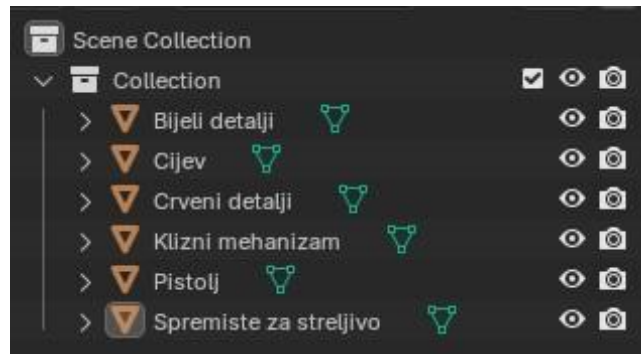 Scene Collection
Collection
Bijeli detalji
Cijev
Crveni detalji
Klizni mehanizam
Pistolj
Spremiste za streljivo